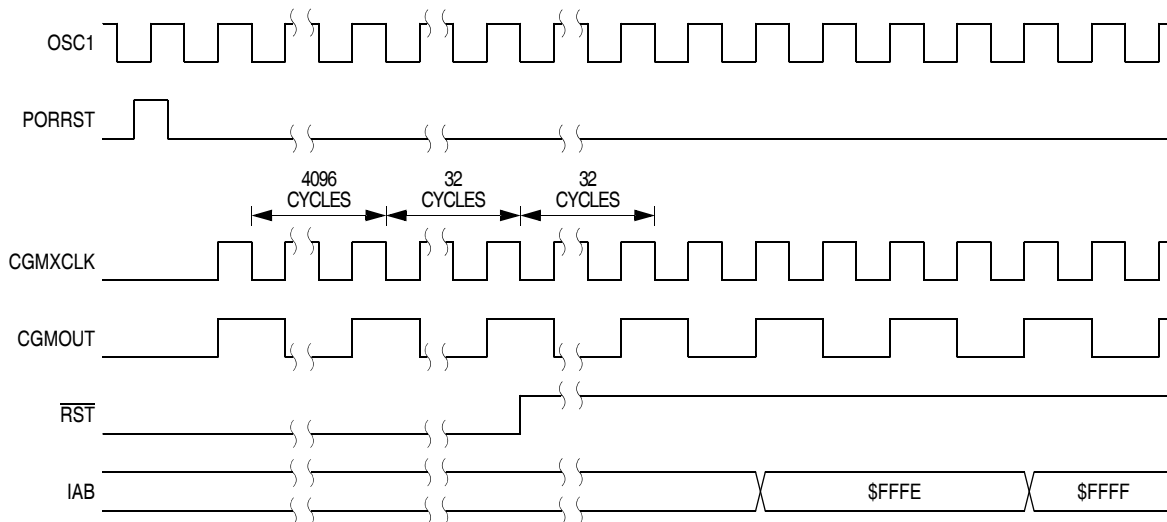 OSC1
PORRST
4096
CYCLES
32
CYCLES
32
CYCLES
CGMXCLK
CGMOUT
RST
IAB
$FFFE
$FFFF